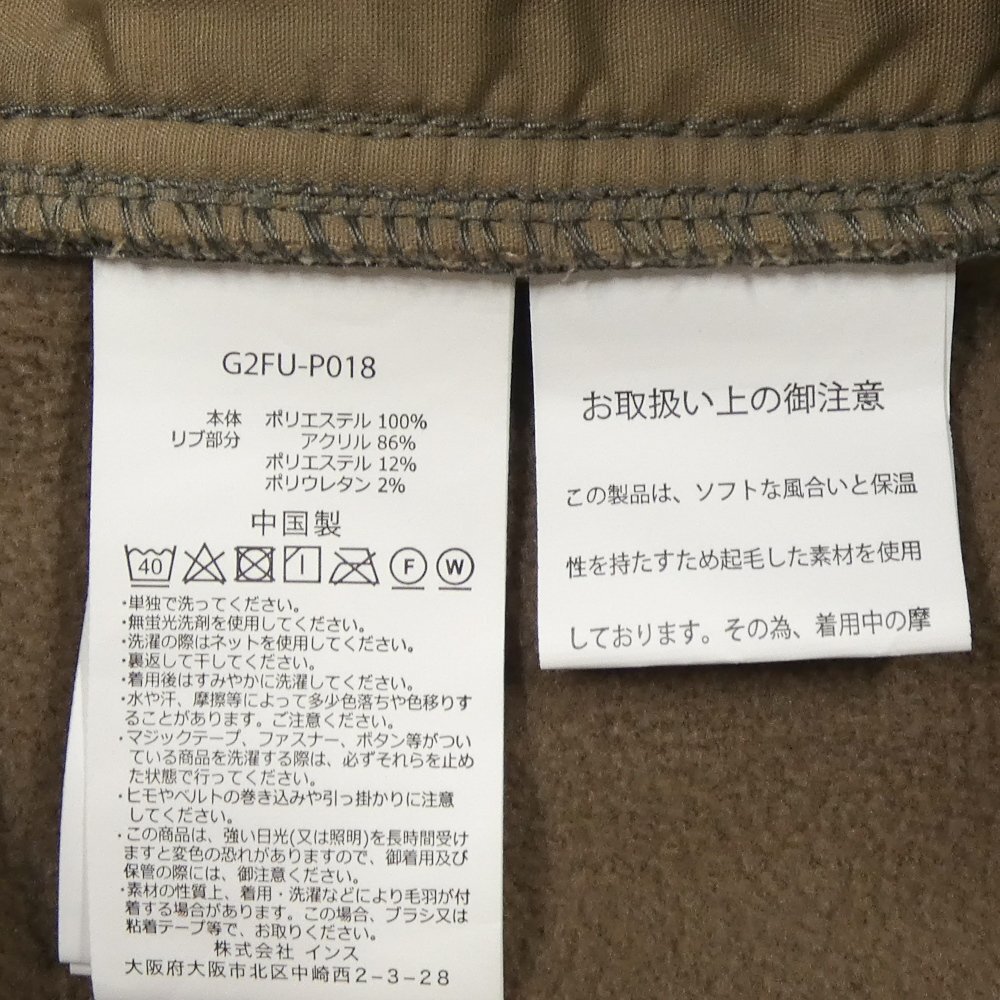 G2FU-P018
本体 ポリエステル 100%
リブ部分 アクリル 86%
ポリエステル 12%
ポリウレタン 2%
中国製
40 F W
・単独で洗ってください。
・無蛍光洗剤を使用してください。
・洗濯の際はネットを使用してください。
・裏返して干してください。
・着用後はすみやかに洗濯してください。
・水や汗、摩擦等によって多少色落ちや色移りす
ることがあります。ご注意ください。
・マジックテープ、ファスナー、ボタン等がつい
ている商品を洗濯する際は、必ずそれらを止め
た状態で行ってください。
・ヒモやベルトの巻き込みや引っ掛かりに注意
してください。
・この商品は、強い日光(又は照明)を長時間受け
ますと変色の恐れがありますので、御着用及び
保管の際には、御注意ください。
・素材の性質上、着用・洗濯などにより毛羽が付
着する場合があります。この場合、ブラシ又は
粘着テープ等で、お取りください。
株式会社 インス
大阪府大阪市北区中崎西2-3-28
お取扱い上の御注意
この製品は、ソフトな風合いと保温
性を持たすため起毛した素材を使用
しております。その為、着用中の摩